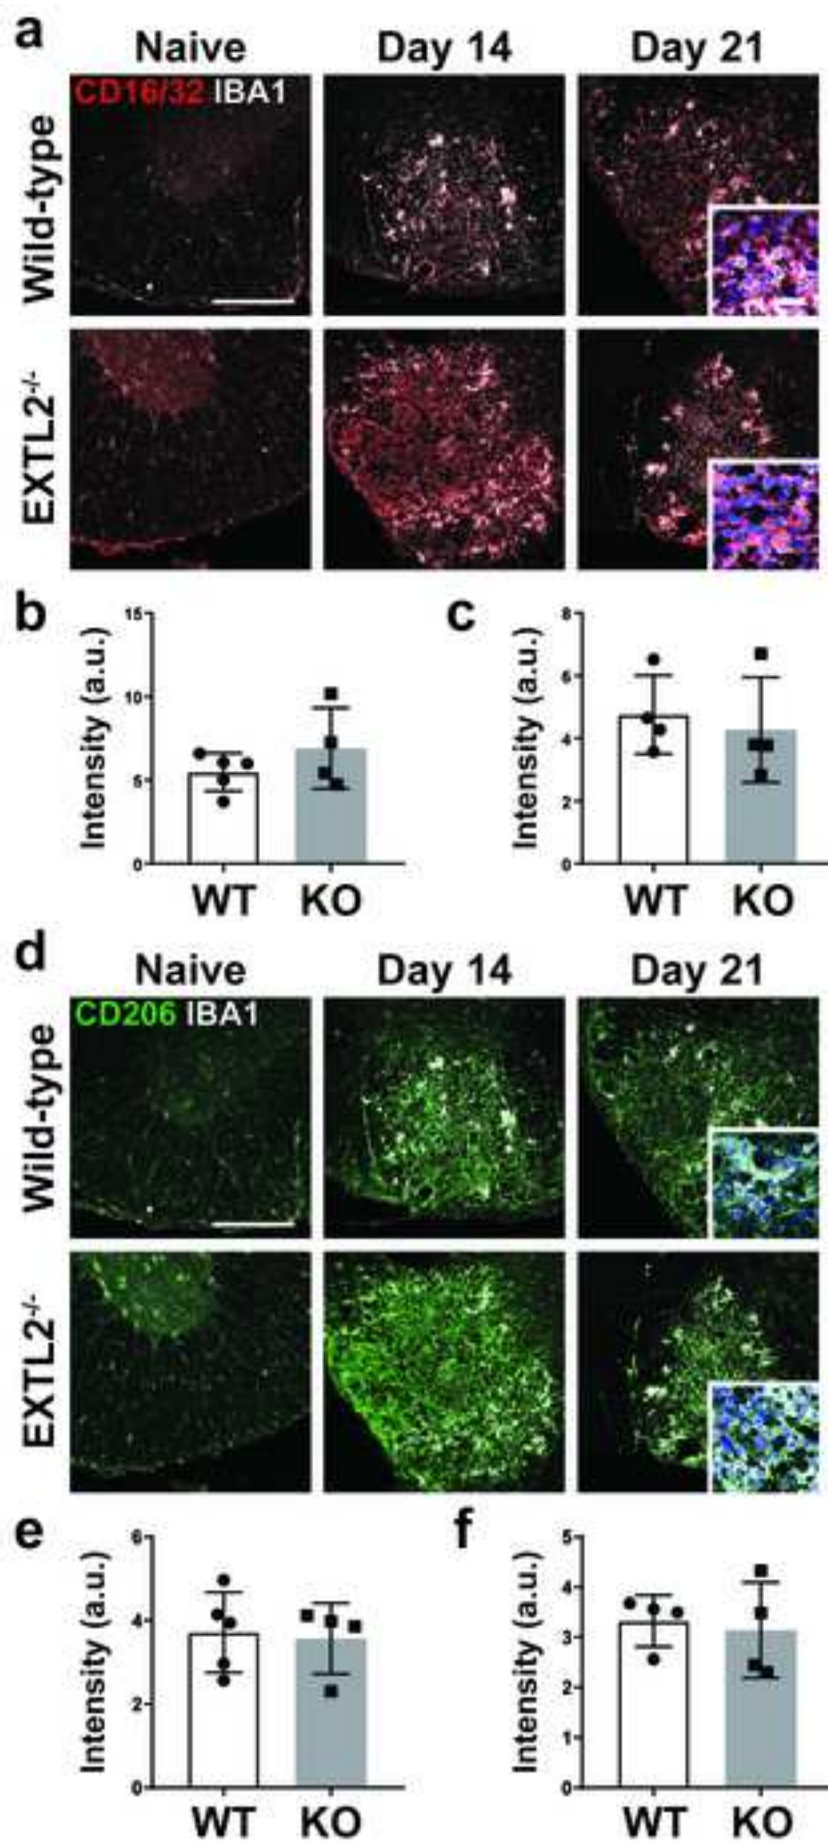 a
Naive Day 14 Day 21
CD16/32 IBA1
Wild-type
EXTL2-/-
b
Intensity (a.u.)
15
10
5
0
WT KO
c
Intensity (a.u.)
8
6
4
2
0
WT KO
d
Naive Day 14 Day 21
CD206 IBA1
Wild-type
EXTL2-/-
e
Intensity (a.u.)
6
4
2
0
WT KO
f
Intensity (a.u.)
5
4
3
2
1
0
WT KO